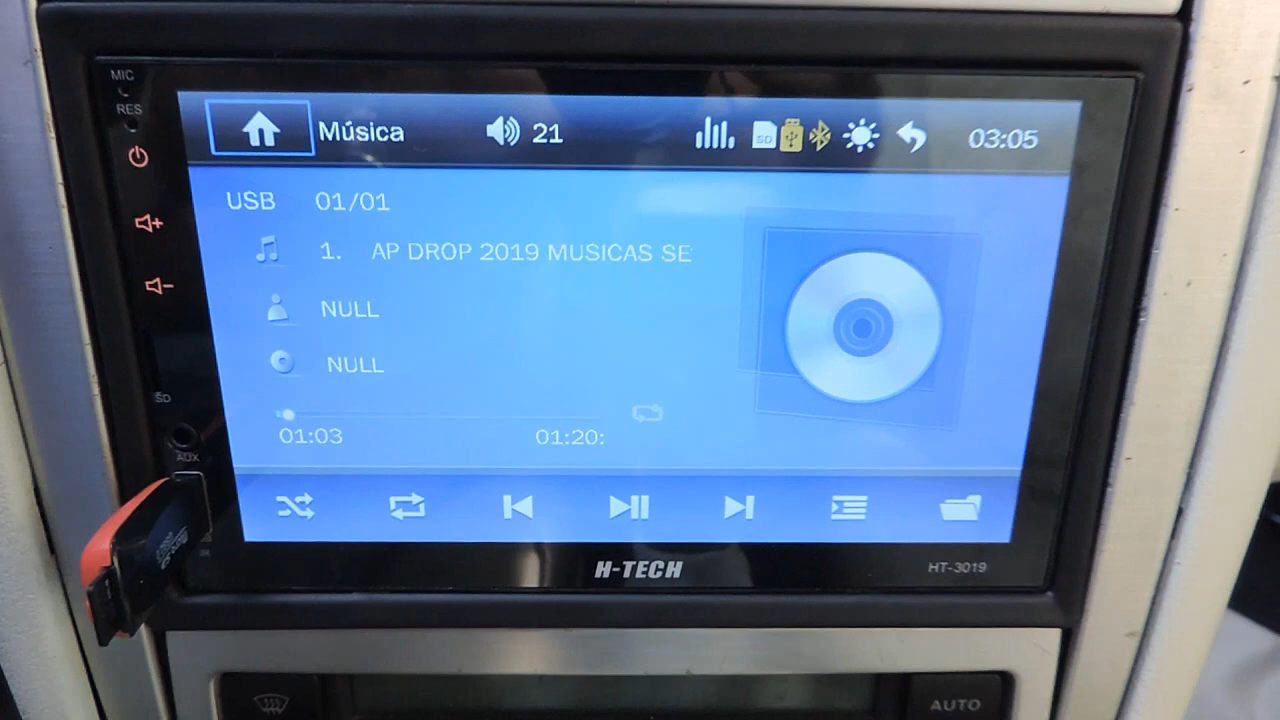 MIC
RES
Música
21
SD
03:05
USB
01/01
1. AP DROP 2019 MUSICAS SE
NULL
NULL
01:03
01:20:
SD
AUX
H-TECH
HT-3019
AUTO